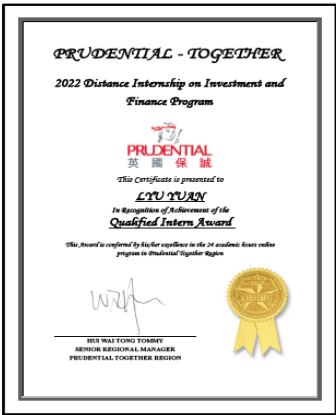 PRUDENTIAL - TOGETHER
2022 Distance Internship on Investment and
Finance Program
PRUDENTIAL
英國保誠
This Certificate is presented to
LYU YUAN
In Recognition of Achievement of the
Qualified Intern Award
This Award is conferred by his/her excellence in the 24 academic hours online
program in Prudential Together Region
HUI WAI TONG TOMMY
SENIOR REGIONAL MANAGER
PRUDENTIAL TOGETHER REGION